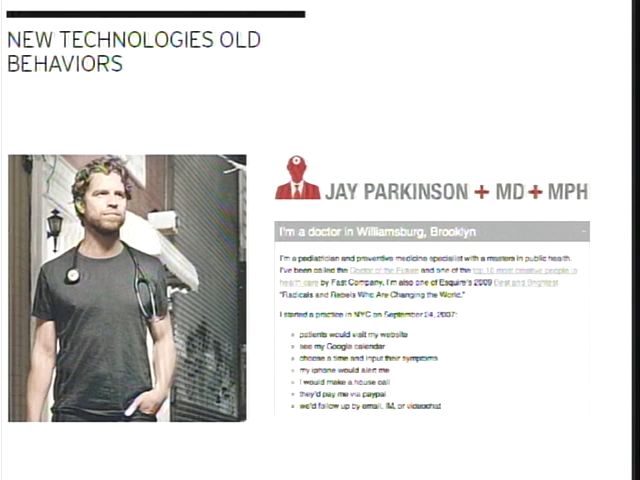 NEW TECHNOLOGIES OLD
BEHAVIORS
JAY PARKINSON + MD + MPH
I'm a doctor in Williamsburg, Brooklyn
I'm a pediatrician and preventive medicine specialist with a masters in public health.
I've been called the Doctor of the Future and one of the top 10 most creative people in
health care by Fast Company. I'm also one of Esquire's 2009 Best and Brightest
"Radicals and Rebels Who Are Changing the World."
I started a practice in NYC on September 24, 2007:
patients would visit my website
see my Google calendar
choose a time and input their symptoms
my iphone would alert me
I would make a house call
they'd pay me via paypal
we'd follow up by email, IM, or videochat